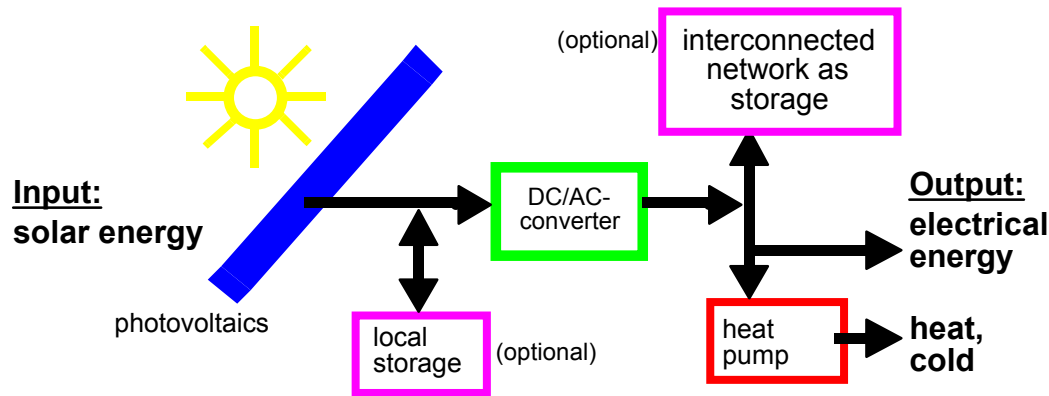 (optional)
interconnected
network as
storage
Input:
solar energy
DC/AC-
converter
Output:
electrical
energy
photovoltaics
local
storage
(optional)
heat
pump
heat,
cold